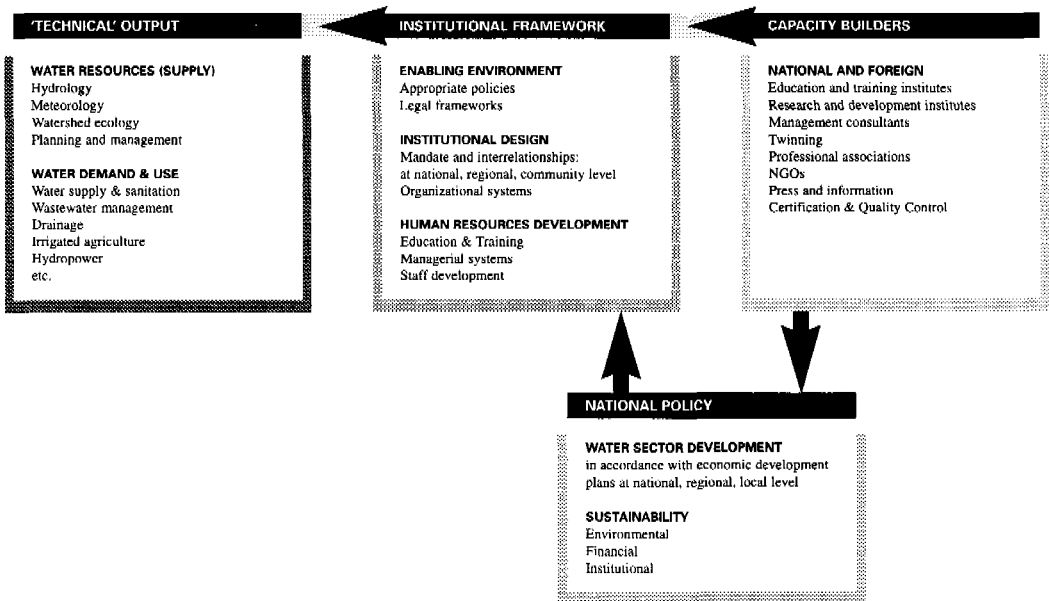 'TECHNICAL' OUTPUT
WATER RESOURCES (SUPPLY)
Hydrology
Meteorology
Watershed ecology
Planning and management
WATER DEMAND & USE
Water supply & sanitation
Wastewater management
Drainage
Irrigated agriculture
Hydropower
etc.
INSTITUTIONAL FRAMEWORK
ENABLING ENVIRONMENT
Appropriate policies
Legal frameworks
INSTITUTIONAL DESIGN
Mandate and interrelationships:
at national, regional, community level
Organizational systems
HUMAN RESOURCES DEVELOPMENT
Education & Training
Managerial systems
Staff development
CAPACITY BUILDERS
NATIONAL AND FOREIGN
Education and training institutes
Research and development institutes
Management consultants
Twinning
Professional associations
NGOs
Press and information
Certification & Quality Control
NATIONAL POLICY
WATER SECTOR DEVELOPMENT
in accordance with economic development
plans at national, regional, local level
SUSTAINABILITY
Environmental
Financial
Institutional